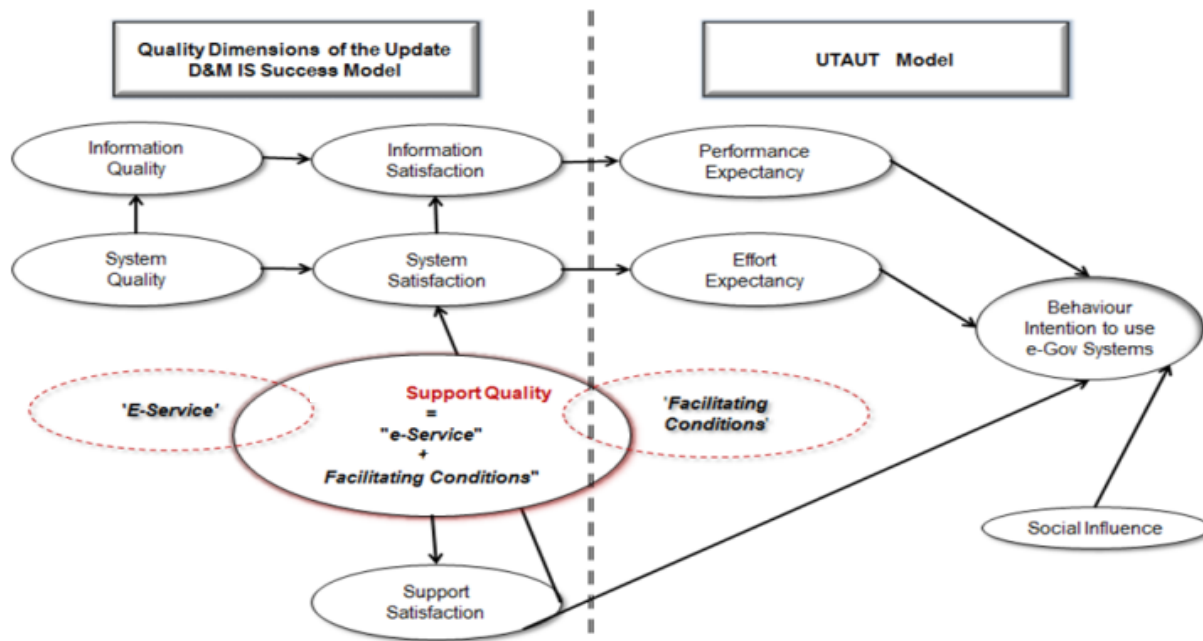 Quality Dimensions of the Update
D&M IS Success Model
UTAUT Model
Information
Quality
Information
Satisfaction
Performance
Expectancy
System
Quality
System
Satisfaction
Effort
Expectancy
Behaviour
Intention to use
e-Gov Systems
'E-Service'
Support Quality
=
"e-Service"
+
Facilitating Conditions"
'Facilitating
Conditions'
Social Influence
Support
Satisfaction